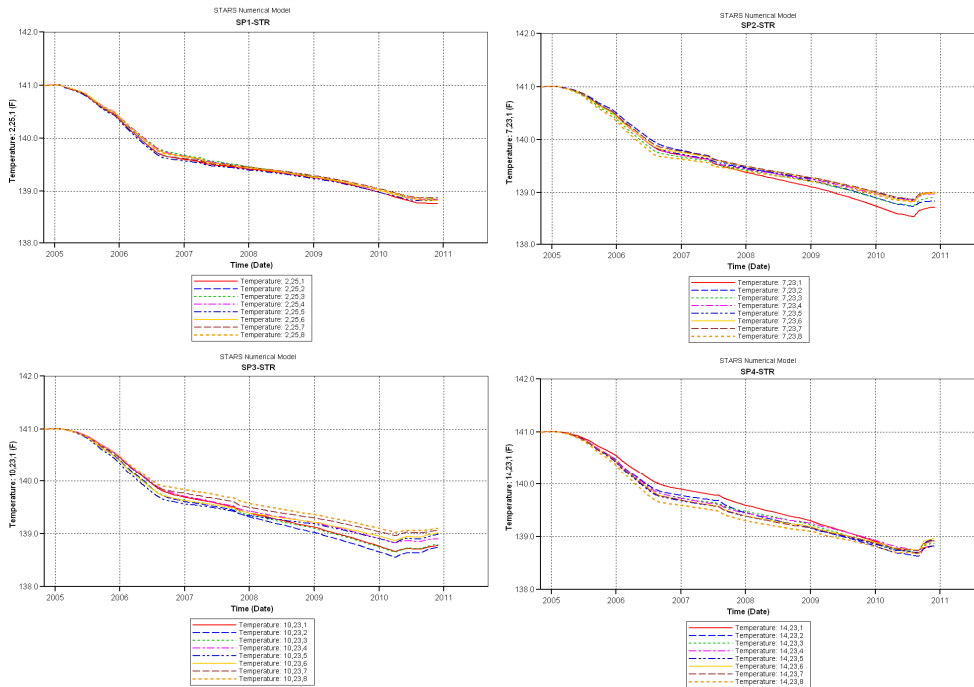 STARS Numerical Model
SP1-STR
142.0
141.0
140.0
139.0
138.0
Temperature: 2,25,1 (F)
2005 2006 2007 2008 2009 2010 2011
Time (Date)
Temperature: 2,25,1
Temperature: 2,25,2
Temperature: 2,25,3
Temperature: 2,25,4
Temperature: 2,25,5
Temperature: 2,25,6
Temperature: 2,25,7
Temperature: 2,25,8
STARS Numerical Model
SP2-STR
142.0
141.0
140.0
139.0
138.0
Temperature: 7,23,1 (F)
2005 2006 2007 2008 2009 2010 2011
Time (Date)
Temperature: 7,23,1
Temperature: 7,23,2
Temperature: 7,23,3
Temperature: 7,23,4
Temperature: 7,23,5
Temperature: 7,23,6
Temperature: 7,23,7
Temperature: 7,23,8
STARS Numerical Model
SP3-STR
142.0
141.0
140.0
139.0
138.0
Temperature: 10,23,1 (F)
2005 2006 2007 2008 2009 2010 2011
Time (Date)
Temperature: 10,23,1
Temperature: 10,23,2
Temperature: 10,23,3
Temperature: 10,23,4
Temperature: 10,23,5
Temperature: 10,23,6
Temperature: 10,23,7
Temperature: 10,23,8
STARS Numerical Model
SP4-STR
142.0
141.0
140.0
139.0
138.0
Temperature: 14,23,1 (F)
2005 2006 2007 2008 2009 2010 2011
Time (Date)
Temperature: 14,23,1
Temperature: 14,23,2
Temperature: 14,23,3
Temperature: 14,23,4
Temperature: 14,23,5
Temperature: 14,23,6
Temperature: 14,23,7
Temperature: 14,23,8